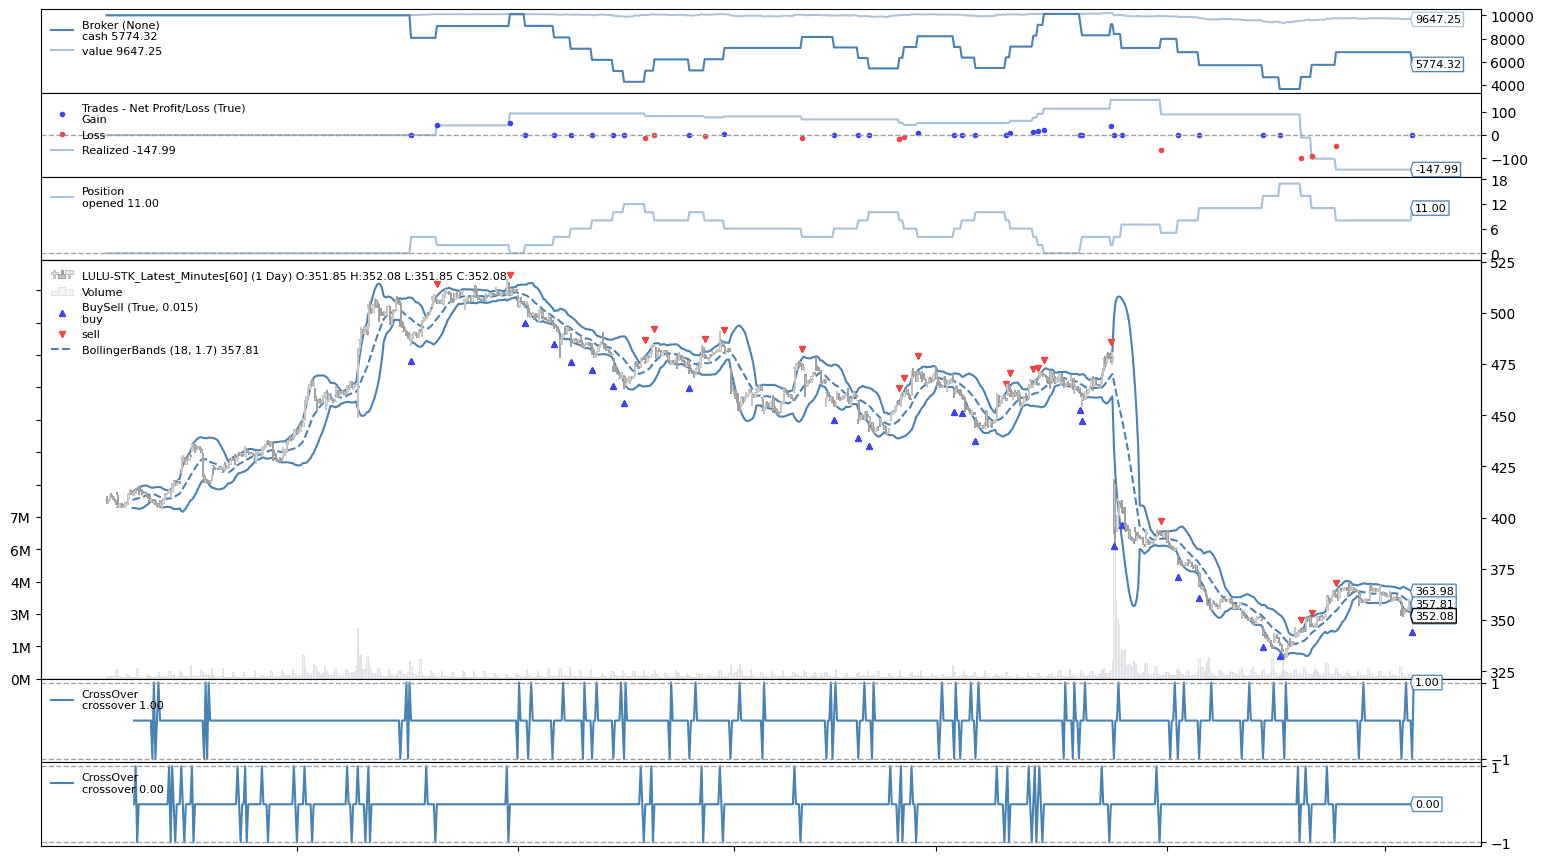 Broker (None)
cash 5774.32
value 9647.25
10000
9647.25
8000
6000
5774.32
4000
Trades - Net Profit/Loss (True)
Gain
Loss
Realized -147.99
100
0
−100
-147.99
Position
opened 11.00
18
12
11.00
6
0
LULU-STK_Latest_Minutes[60] (1 Day) O:351.85 H:352.08 L:351.85 C:352.08
Volume
BuySell (True, 0.015)
buy
sell
BollingerBands (18, 1.7) 357.81
525
500
475
450
425
400
375
350
325
363.98
357.81
352.08
7M
6M
4M
3M
1M
0M
CrossOver
crossover 1.00
1.00
1
−1
CrossOver
crossover 0.00
1
0.00
−1